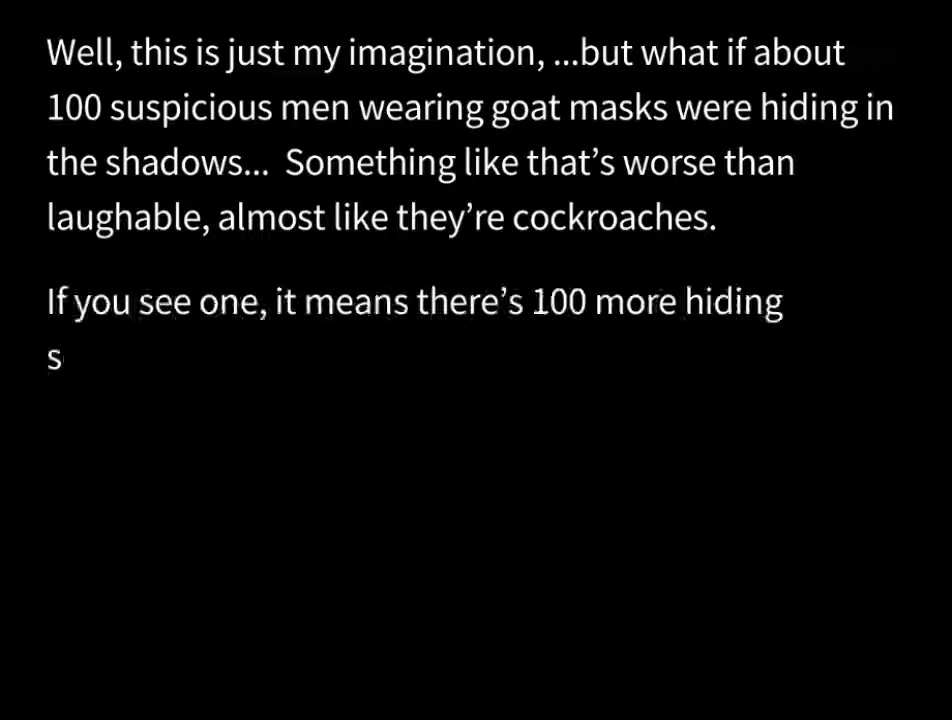 Well, this is just my imagination, ...but what if about
100 suspicious men wearing goat masks were hiding in
the shadows...  Something like that’s worse than
laughable, almost like they’re cockroaches.
If you see one, it means there’s 100 more hiding
s